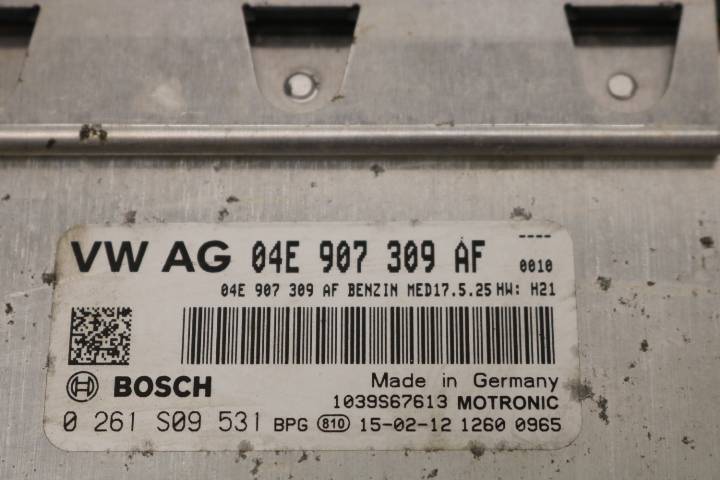 VW AG 04E 907 309 AF
----
0010
04E 907 309 AF BENZIN MED17.5.25 HW: H21
BOSCH
Made in Germany
1039S67613 MOTRONIC
0 261 S09 531 BPG 810 15-02-12 1260 0965